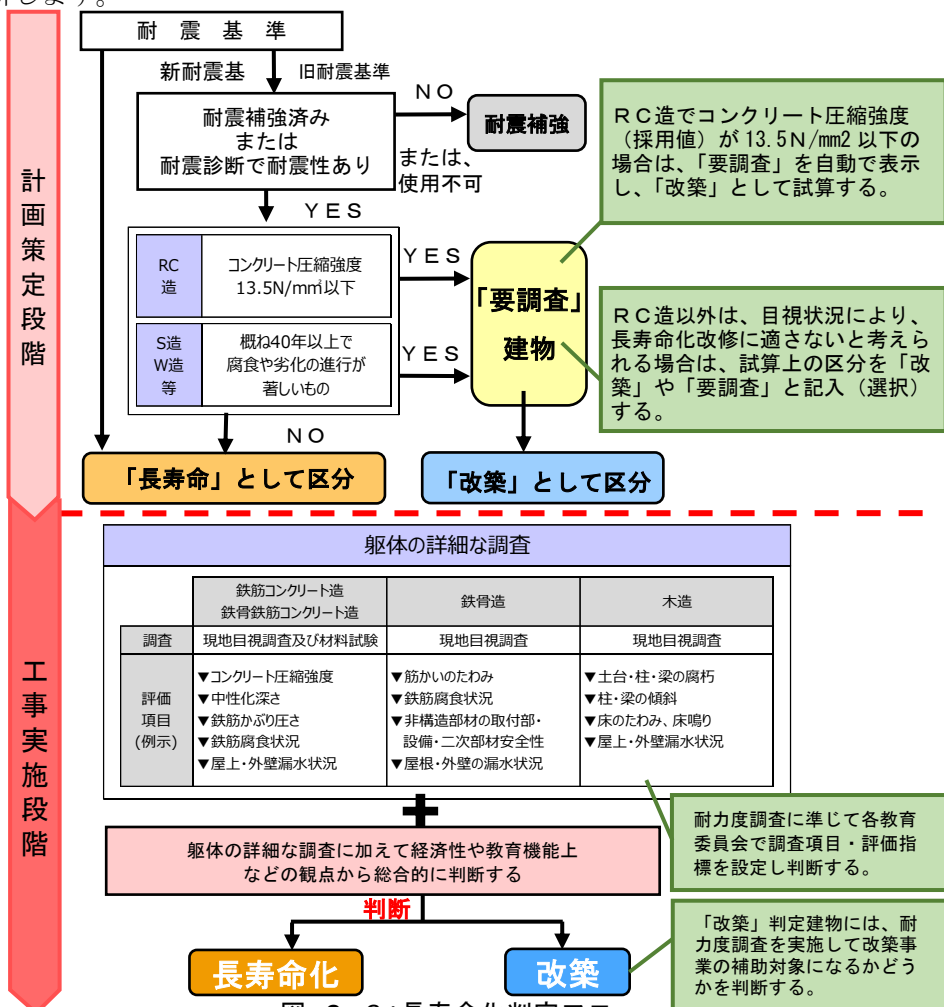 計画策定段階
耐 震 基 準
新耐震基
旧耐震基準
耐震補強済み
または
耐震診断で耐震性あり
ＮＯ
または、
使用不可
耐震補強
ＲＣ造でコンクリート圧縮強度
（採用値）が 13.5Ｎ/mm2 以下の
場合は、「要調査」を自動で表示
し、「改築」として試算する。
ＹＥＳ
RC
造
コンクリート圧縮強度
13.5N/mm²以下
ＹＥＳ
S造
W造
等
概ね40年以上で
腐食や劣化の進行が
著しいもの
ＹＥＳ
「要調査」
建物
ＲＣ造以外は、目視状況により、
長寿命化改修に適さないと考えら
れる場合は、試算上の区分を「改
築」や「要調査」と記入（選択）
する。
ＮＯ
「長寿命」として区分
「改築」として区分
工事実施段階
躯体の詳細な調査
鉄筋コンクリート造
鉄骨鉄筋コンクリート造
鉄骨造
木造
調査
現地目視調査及び材料試験
現地目視調査
現地目視調査
評価
項目
(例示)
▼コンクリート圧縮強度
▼中性化深さ
▼鉄筋かぶり圧さ
▼鉄筋腐食状況
▼屋上・外壁漏水状況
▼筋かいのたわみ
▼鉄筋腐食状況
▼非構造部材の取付部・
設備・二次部材安全性
▼屋根・外壁の漏水状況
▼土台・柱・梁の腐朽
▼柱・梁の傾斜
▼床のたわみ、床鳴り
▼屋上・外壁漏水状況
耐力度調査に準じて各教育
委員会で調査項目・評価指
標を設定し判断する。
躯体の詳細な調査に加えて経済性や教育機能上
などの観点から総合的に判断する
判断
長寿命化
改築
「改築」判定建物には、耐
力度調査を実施して改築事
業の補助対象になるかどう
かを判断する。